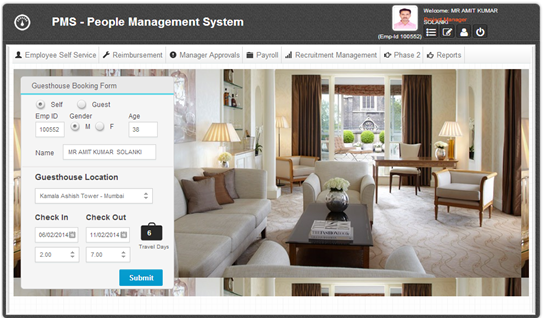 PMS - People Management System
Welcome: MR AMIT KUMAR
SOLANKI
(Emp-Id 100552)
Employee Self Service
Reimbursement
Manager Approvals
Payroll
Recruitment Management
Phase 2
Reports
Guesthouse Booking Form
Self
Guest
Emp ID
Gender
Age
100552
M
F
38
Name
MR AMIT KUMAR SOLANKI
Guesthouse Location
Kamala Ashish Tower - Mumbai
Check In
Check Out
06/02/2014
11/02/2014
6
Travel Days
2.00
7.00
Submit